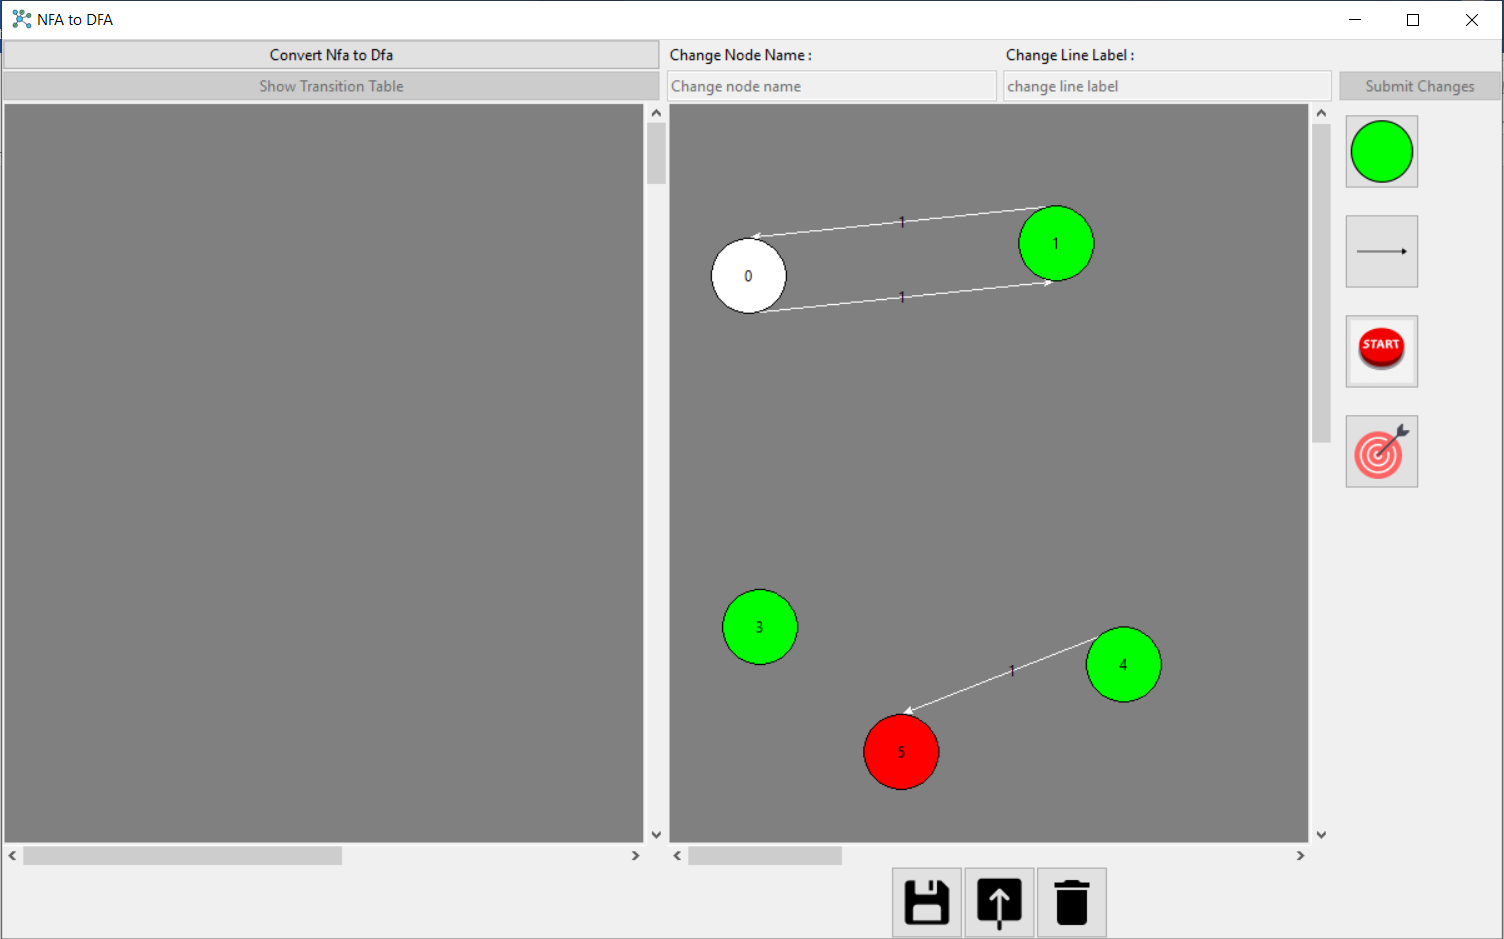 NFA to DFA
Convert Nfa to Dfa
Change Node Name :
Change Line Label :
Show Transition Table
Change node name
change line label
Submit Changes
1
1
0
1
START
3
1
4
5